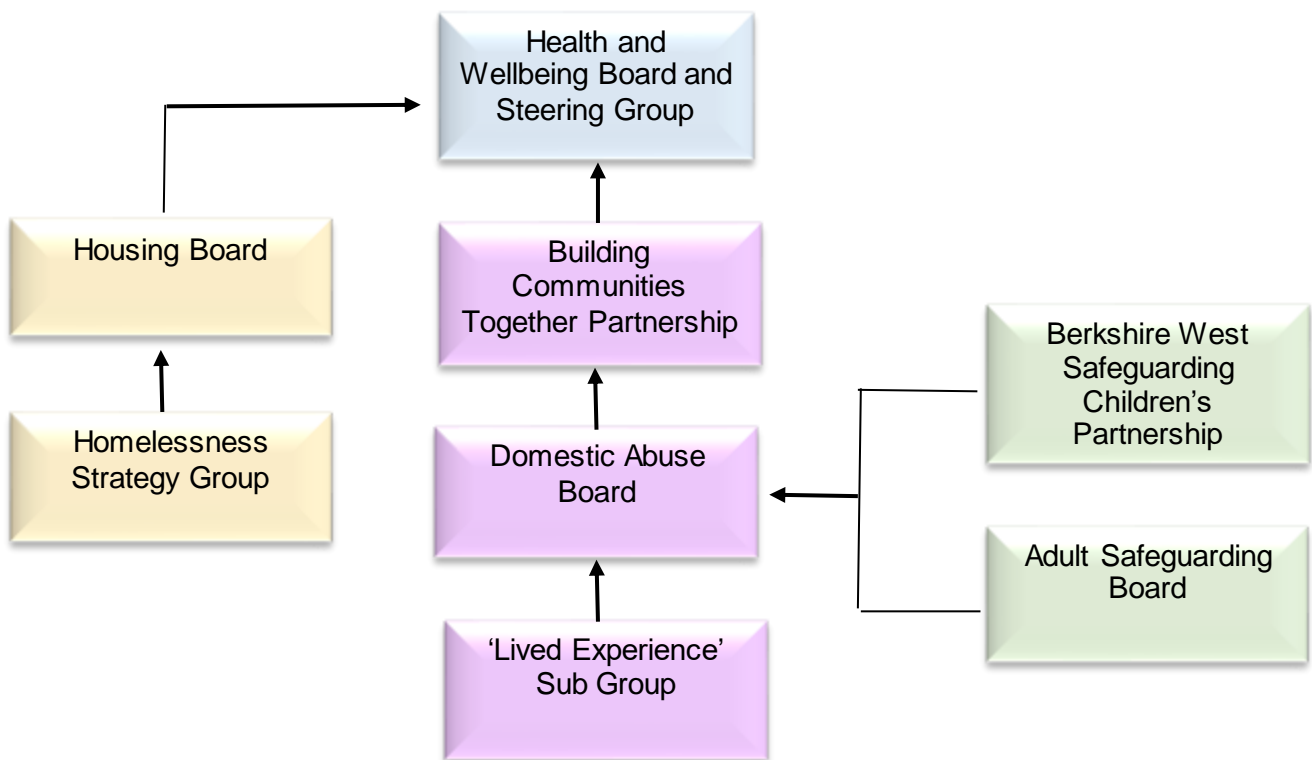 Health and
Wellbeing Board and
Steering Group
Housing Board
Building
Communities
Together Partnership
Berkshire West
Safeguarding
Children’s
Partnership
Homelessness
Strategy Group
Domestic Abuse
Board
Adult Safeguarding
Board
‘Lived Experience’
Sub Group